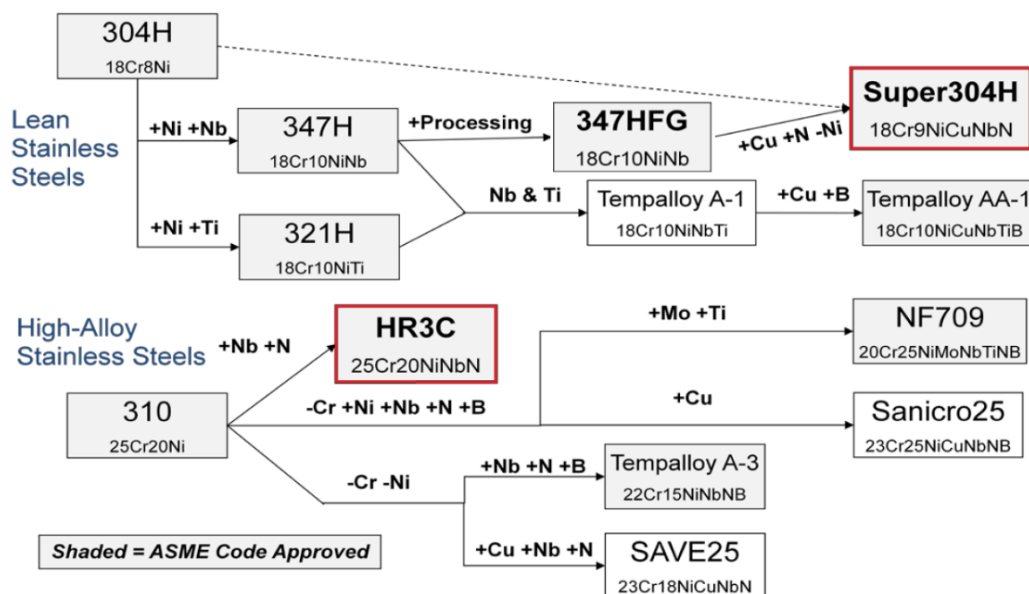 304H
18Cr8Ni
Lean
Stainless
Steels
+Ni +Nb
347H
18Cr10NiNb
+Processing
347HFG
18Cr10NiNb
+Cu +N -Ni
Super304H
18Cr9NiCuNbN
+Ni +Ti
321H
18Cr10NiTi
Nb & Ti
Tempalloy A-1
18Cr10NiNbTi
+Cu +B
Tempalloy AA-1
18Cr10NiCuNbTiB
High-Alloy
Stainless Steels
+Nb +N
HR3C
25Cr20NiNbN
+Mo +Ti
NF709
20Cr25NiMoNbTiNB
310
25Cr20Ni
-Cr +Ni +Nb +N +B
+Cu
Sanicro25
23Cr25NiCuNbNB
-Cr -Ni
+Nb +N +B
Tempalloy A-3
22Cr15NiNbNB
+Cu +Nb +N
SAVE25
23Cr18NiCuNbN
Shaded = ASME Code Approved